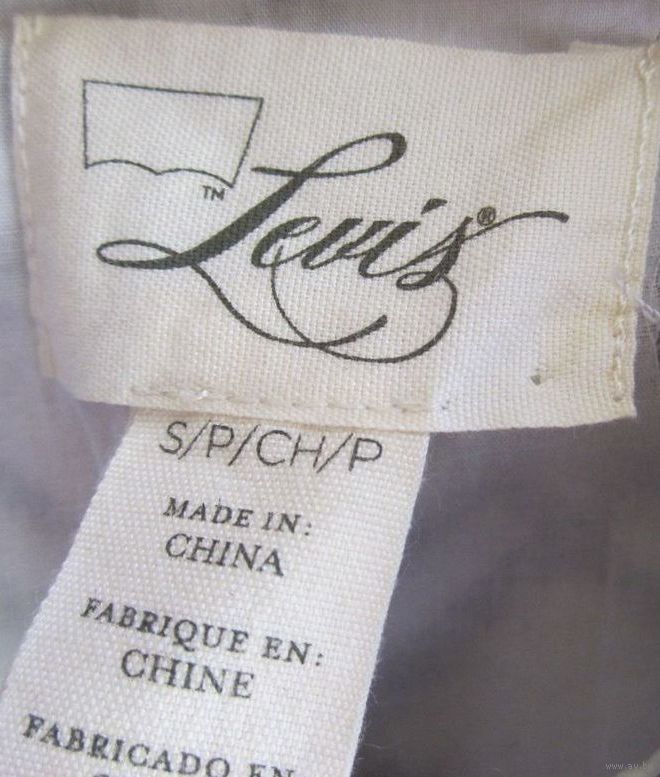 TM
Levi's®
S/P/CH/P
MADE IN:
CHINA
FABRIQUE EN:
CHINE
FABRICADO EN